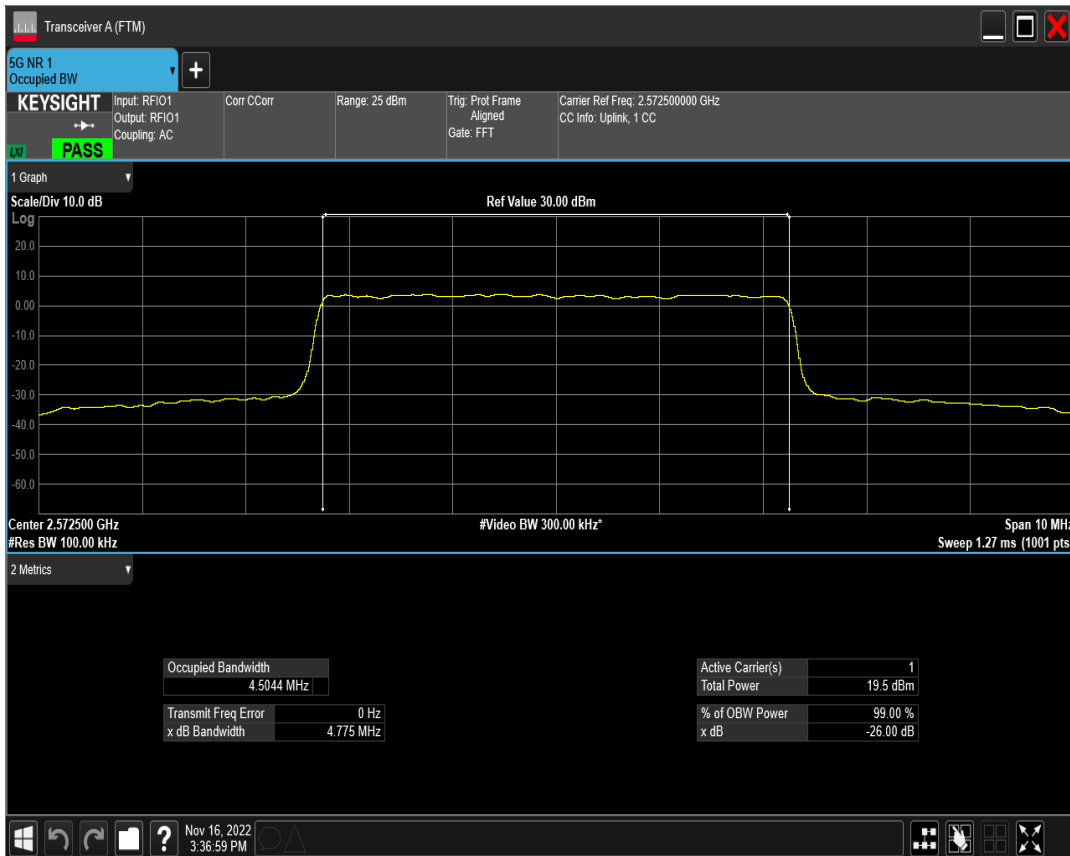 Transceiver A (FTM)
5G NR 1
Occupied BW
+
KEYSIGHT
LXI
PASS
Input: RFIO1
Output: RFIO1
Coupling: AC
Corr CCorr
Range: 25 dBm
Trig: Prot Frame
Aligned
Gate: FFT
Carrier Ref Freq: 2.572500000 GHz
CC Info: Uplink, 1 CC
1 Graph
Scale/Div 10.0 dB
Ref Value 30.00 dBm
Log
20.0
10.0
0.00
-10.0
-20.0
-30.0
-40.0
-50.0
-60.0
Center 2.572500 GHz
#Video BW 300.00 kHz*
Span 10 MHz
#Res BW 100.00 kHz
Sweep 1.27 ms (1001 pts
2 Metrics
Occupied Bandwidth
4.5044 MHz
Transmit Freq Error 0 Hz
x dB Bandwidth 4.775 MHz
Active Carrier(s) 1
Total Power 19.5 dBm
% of OBW Power 99.00 %
x dB -26.00 dB
?
Nov 16, 2022
3:36:59 PM